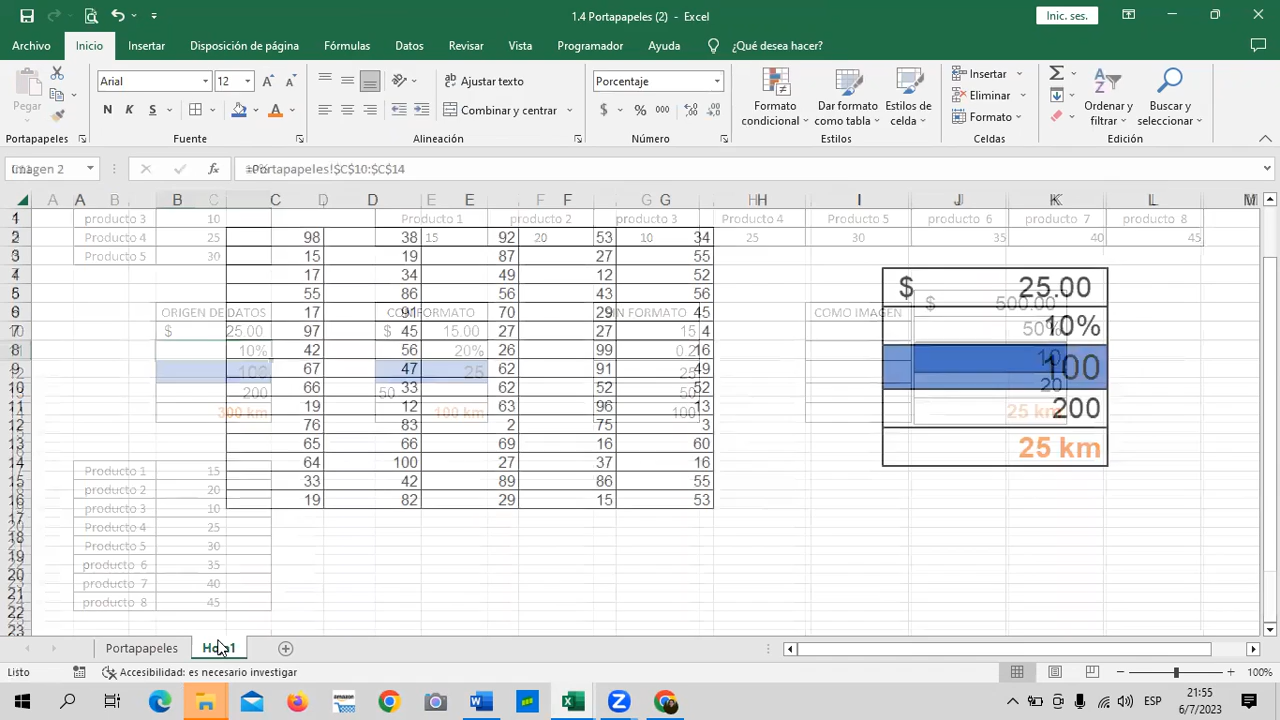 1.4 Portapapeles (2) - Excel
Inic. ses.
Archivo Inicio Insertar Disposición de página Fórmulas Datos Revisar Vista Programador Ayuda ¿Qué desea hacer?
Pegar Arial 12 Ajustar texto Porcentaje Insertar
N K S Combinar y centrar $ % 000 Formato condicional Dar formato como tabla Estilos de celda Eliminar Ordenar y filtrar Buscar y seleccionar
Formato
Portapapeles Fuente Alineación Número Estilos Celdas Edición
fx =Portapapeles!$C$10:$C$14
A B C D E F G H I J K L M
producto 3 10 Producto 1 producto 2 producto 3 Producto 4 Producto 5 producto 6 producto 7 producto 8
Producto 4 25 98 38 15 92 20 53 10 34 25 30 35 40 45
Producto 5 30 15 19 87 27 55
17 34 49 12 52 $ 25.00
55 86 56 43 56 $ 500.00
ORIGEN DE DATOS 17 91 70 29 45 COMO IMAGEN 10%
$ 25.00 97 45 $ 15.00 27 27 15 4 50%
10% 42 56 20% 26 99 0.2 16 10
100 67 47 25 62 91 25 49 100
200 66 50 33 62 52 50 52 20
300 km 19 12 100 km 63 96 100 13 25 km 200
76 83 2 75 3
65 66 69 16 60 25 km
64 100 27 37 16
Producto 1 15 33 42 89 86 55
producto 2 20 19 82 29 15 53
producto 3 10
Producto 4 25
Producto 5 30
producto 6 35
producto 7 40
producto 8 45
Portapapeles
Listo Accesibilidad: es necesario investigar 100%
ESP 21:55
6/7/2023